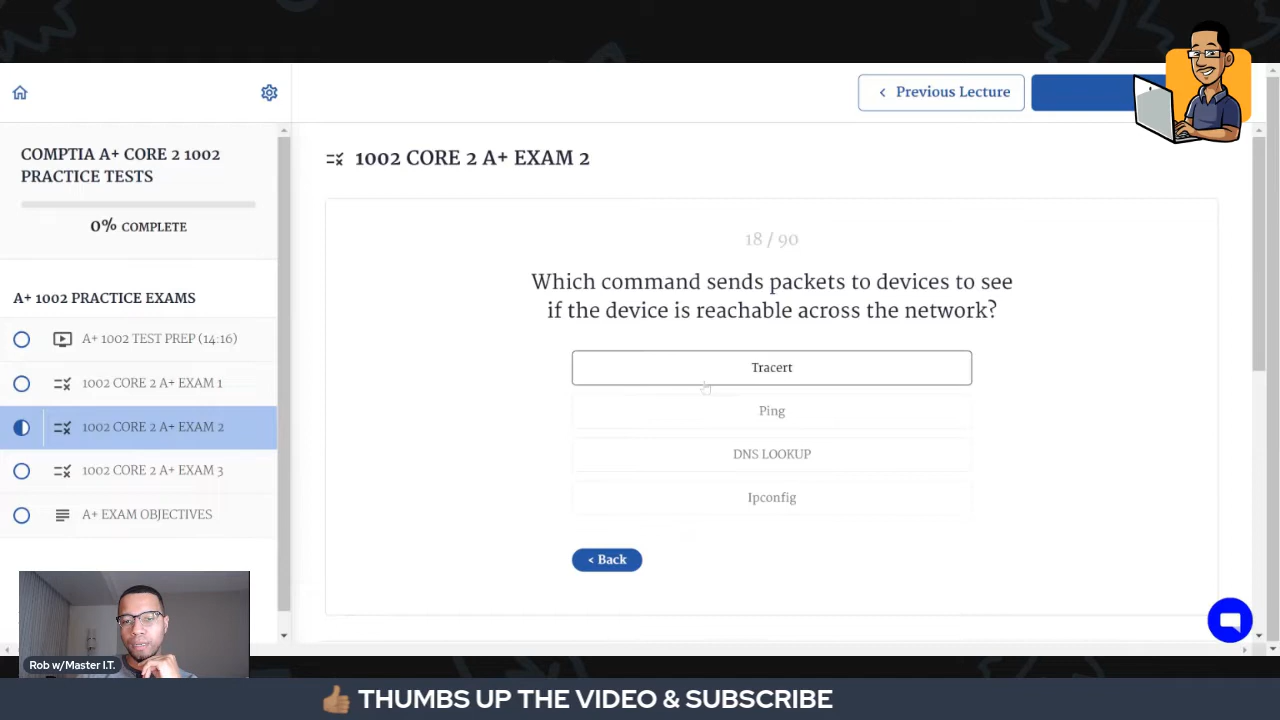 Previous Lecture
COMPTIA A+ CORE 2 1002
PRACTICE TESTS
0% COMPLETE
A+ 1002 PRACTICE EXAMS
A+ 1002 TEST PREP (14:16)
1002 CORE 2 A+ EXAM 1
1002 CORE 2 A+ EXAM 2
1002 CORE 2 A+ EXAM 3
A+ EXAM OBJECTIVES
1002 CORE 2 A+ EXAM 2
18 / 90
Which command sends packets to devices to see
if the device is reachable across the network?
Tracert
Ping
DNS LOOKUP
Ipconfig
< Back
Rob w/Master I.T.
THUMBS UP THE VIDEO & SUBSCRIBE